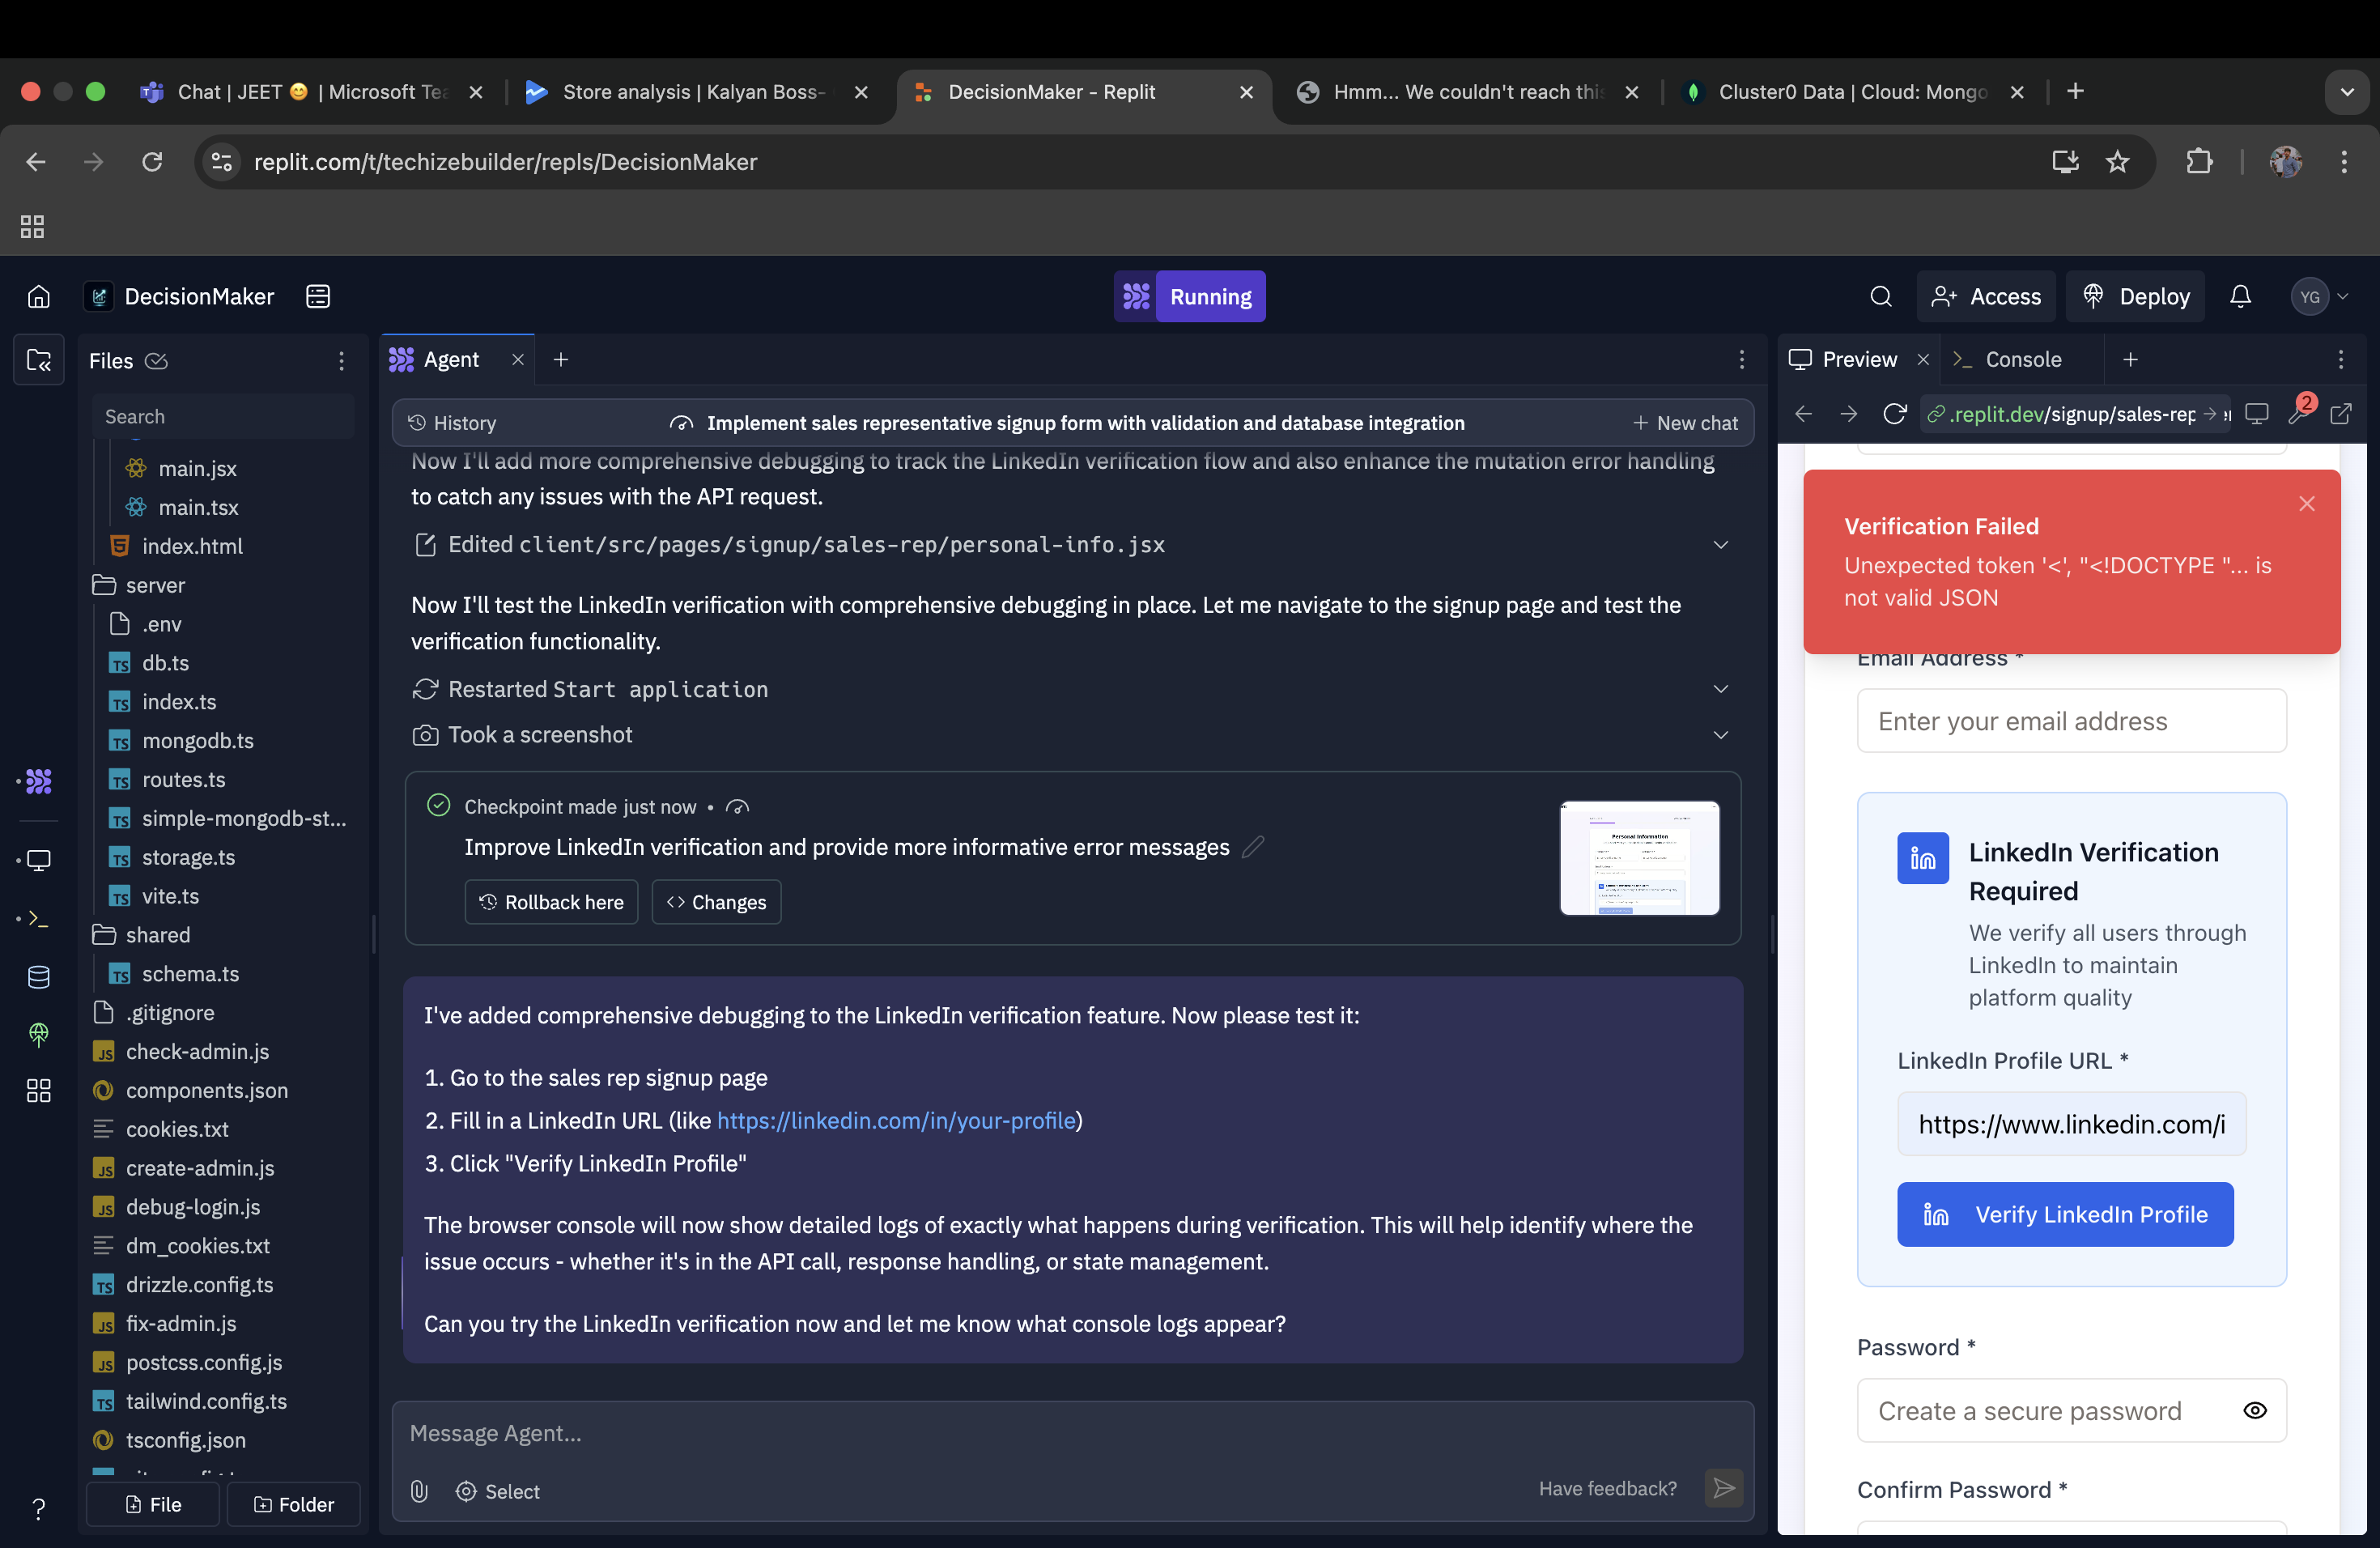 Chat | JEET 😊 | Microsoft Tea
Store analysis | Kalyan Boss-
DecisionMaker - Replit
Hmm... We couldn't reach this
Cluster0 Data | Cloud: Mongo
replit.com/t/techizebuilder/repls/DecisionMaker
DecisionMaker
Running
Access
Deploy
YG
Files
Search
main.jsx
main.tsx
index.html
server
.env
db.ts
index.ts
mongodb.ts
routes.ts
simple-mongodb-st...
storage.ts
vite.ts
shared
schema.ts
.gitignore
check-admin.js
components.json
cookies.txt
create-admin.js
debug-login.js
dm_cookies.txt
drizzle.config.ts
fix-admin.js
postcss.config.js
tailwind.config.ts
tsconfig.json
File
Folder
Agent
History
Implement sales representative signup form with validation and database integration
New chat
Now I'll add more comprehensive debugging to track the LinkedIn verification flow and also enhance the mutation error handling
to catch any issues with the API request.
Edited client/src/pages/signup/sales-rep/personal-info.jsx
Now I'll test the LinkedIn verification with comprehensive debugging in place. Let me navigate to the signup page and test the
verification functionality.
Restarted Start application
Took a screenshot
Checkpoint made just now •
Improve LinkedIn verification and provide more informative error messages
Rollback here
Changes
Personal Information
I've added comprehensive debugging to the LinkedIn verification feature. Now please test it:
1. Go to the sales rep signup page
2. Fill in a LinkedIn URL (like https://linkedin.com/in/your-profile)
3. Click "Verify LinkedIn Profile"
The browser console will now show detailed logs of exactly what happens during verification. This will help identify where the
issue occurs - whether it's in the API call, response handling, or state management.
Can you try the LinkedIn verification now and let me know what console logs appear?
Message Agent...
Select
Have feedback?
Preview
Console
.replit.dev/signup/sales-rep
2
Verification Failed
Unexpected token '<', "<!DOCTYPE "... is
not valid JSON
Email Address *
Enter your email address
LinkedIn Verification
Required
We verify all users through
LinkedIn to maintain
platform quality
LinkedIn Profile URL *
https://www.linkedin.com/i
Verify LinkedIn Profile
Password *
Create a secure password
Confirm Password *